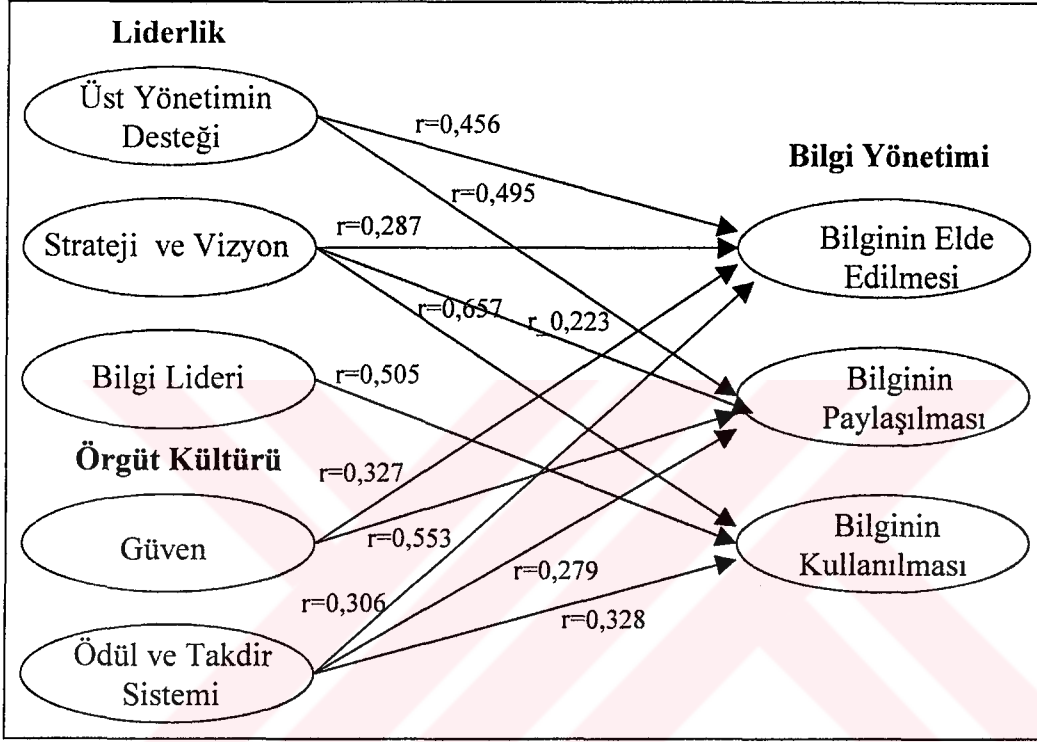 Liderlik
Üst Yönetimin
Desteği
r=0,456
Bilgi Yönetimi
r=0,495
Strateji ve Vizyon
r=0,287
Bilginin Elde
Edilmesi
r=0,657
r_0,223
Bilgi Lideri
r=0,505
Bilginin
Paylaşılması
Örgüt Kültürü
r=0,327
Güven
r=0,553
Bilginin
Kullanılması
r=0,279
r=0,306
r=0,328
Ödül ve Takdir
Sistemi